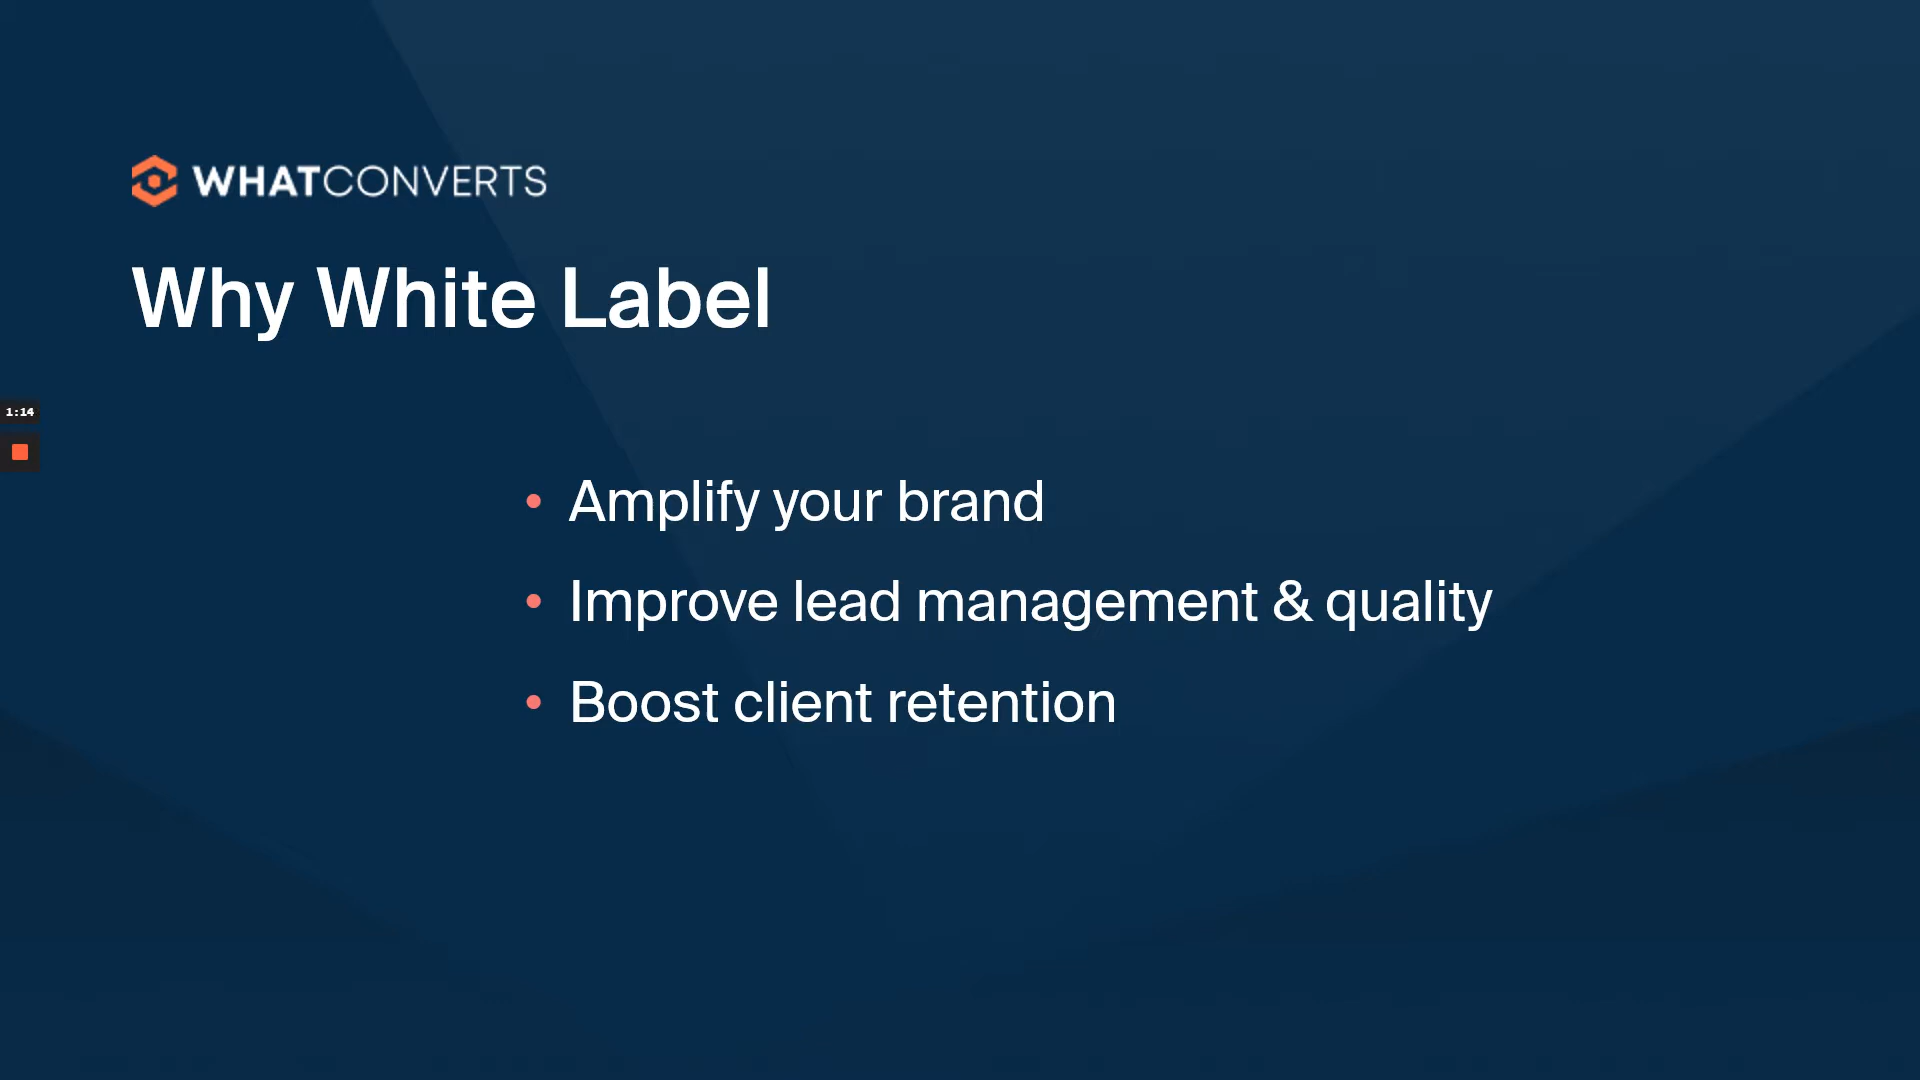 WHATCONVERTS
Why White Label
1:14
• Amplify your brand
• Improve lead management & quality
• Boost client retention